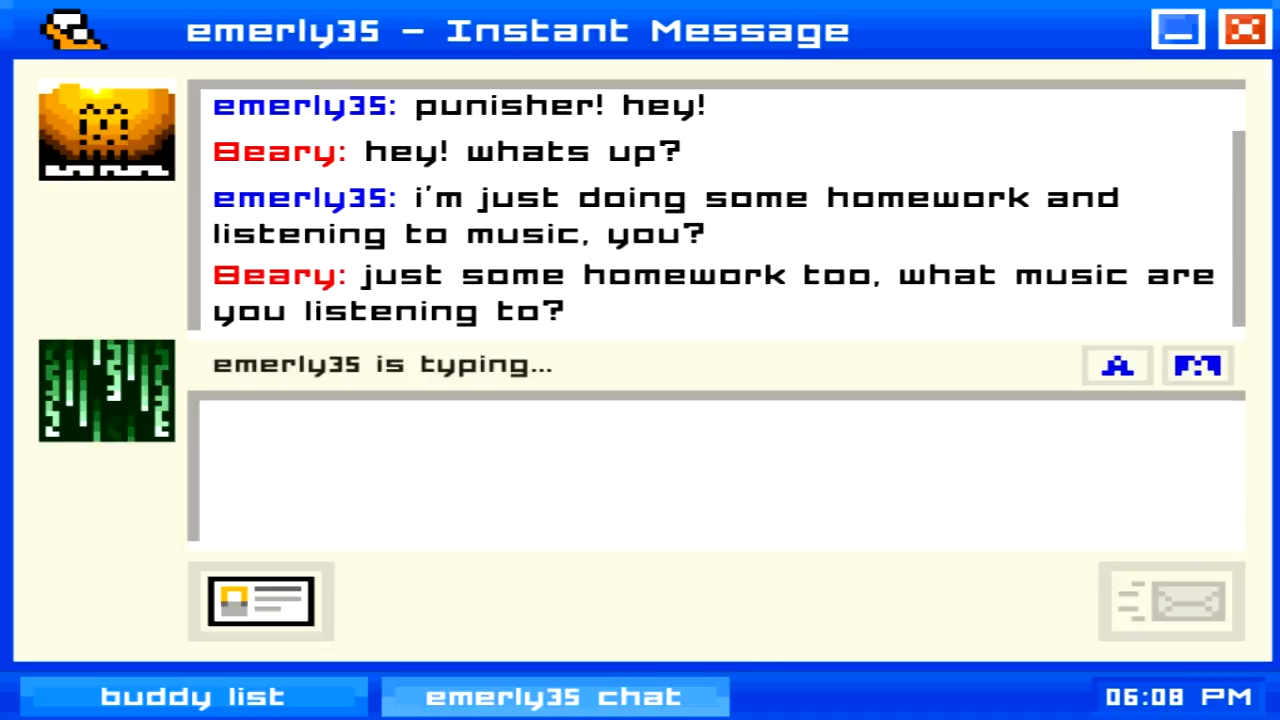 emerly35 - Instant Message
emerly35: punisher! hey!
Beary: hey! whats up?
emerly35: i'm just doing some homework and
listening to music, you?
Beary: just some homework too, what music are
you listening to?
emerly35 is typing...
A
buddy list
emerly35 chat
06:08 PM